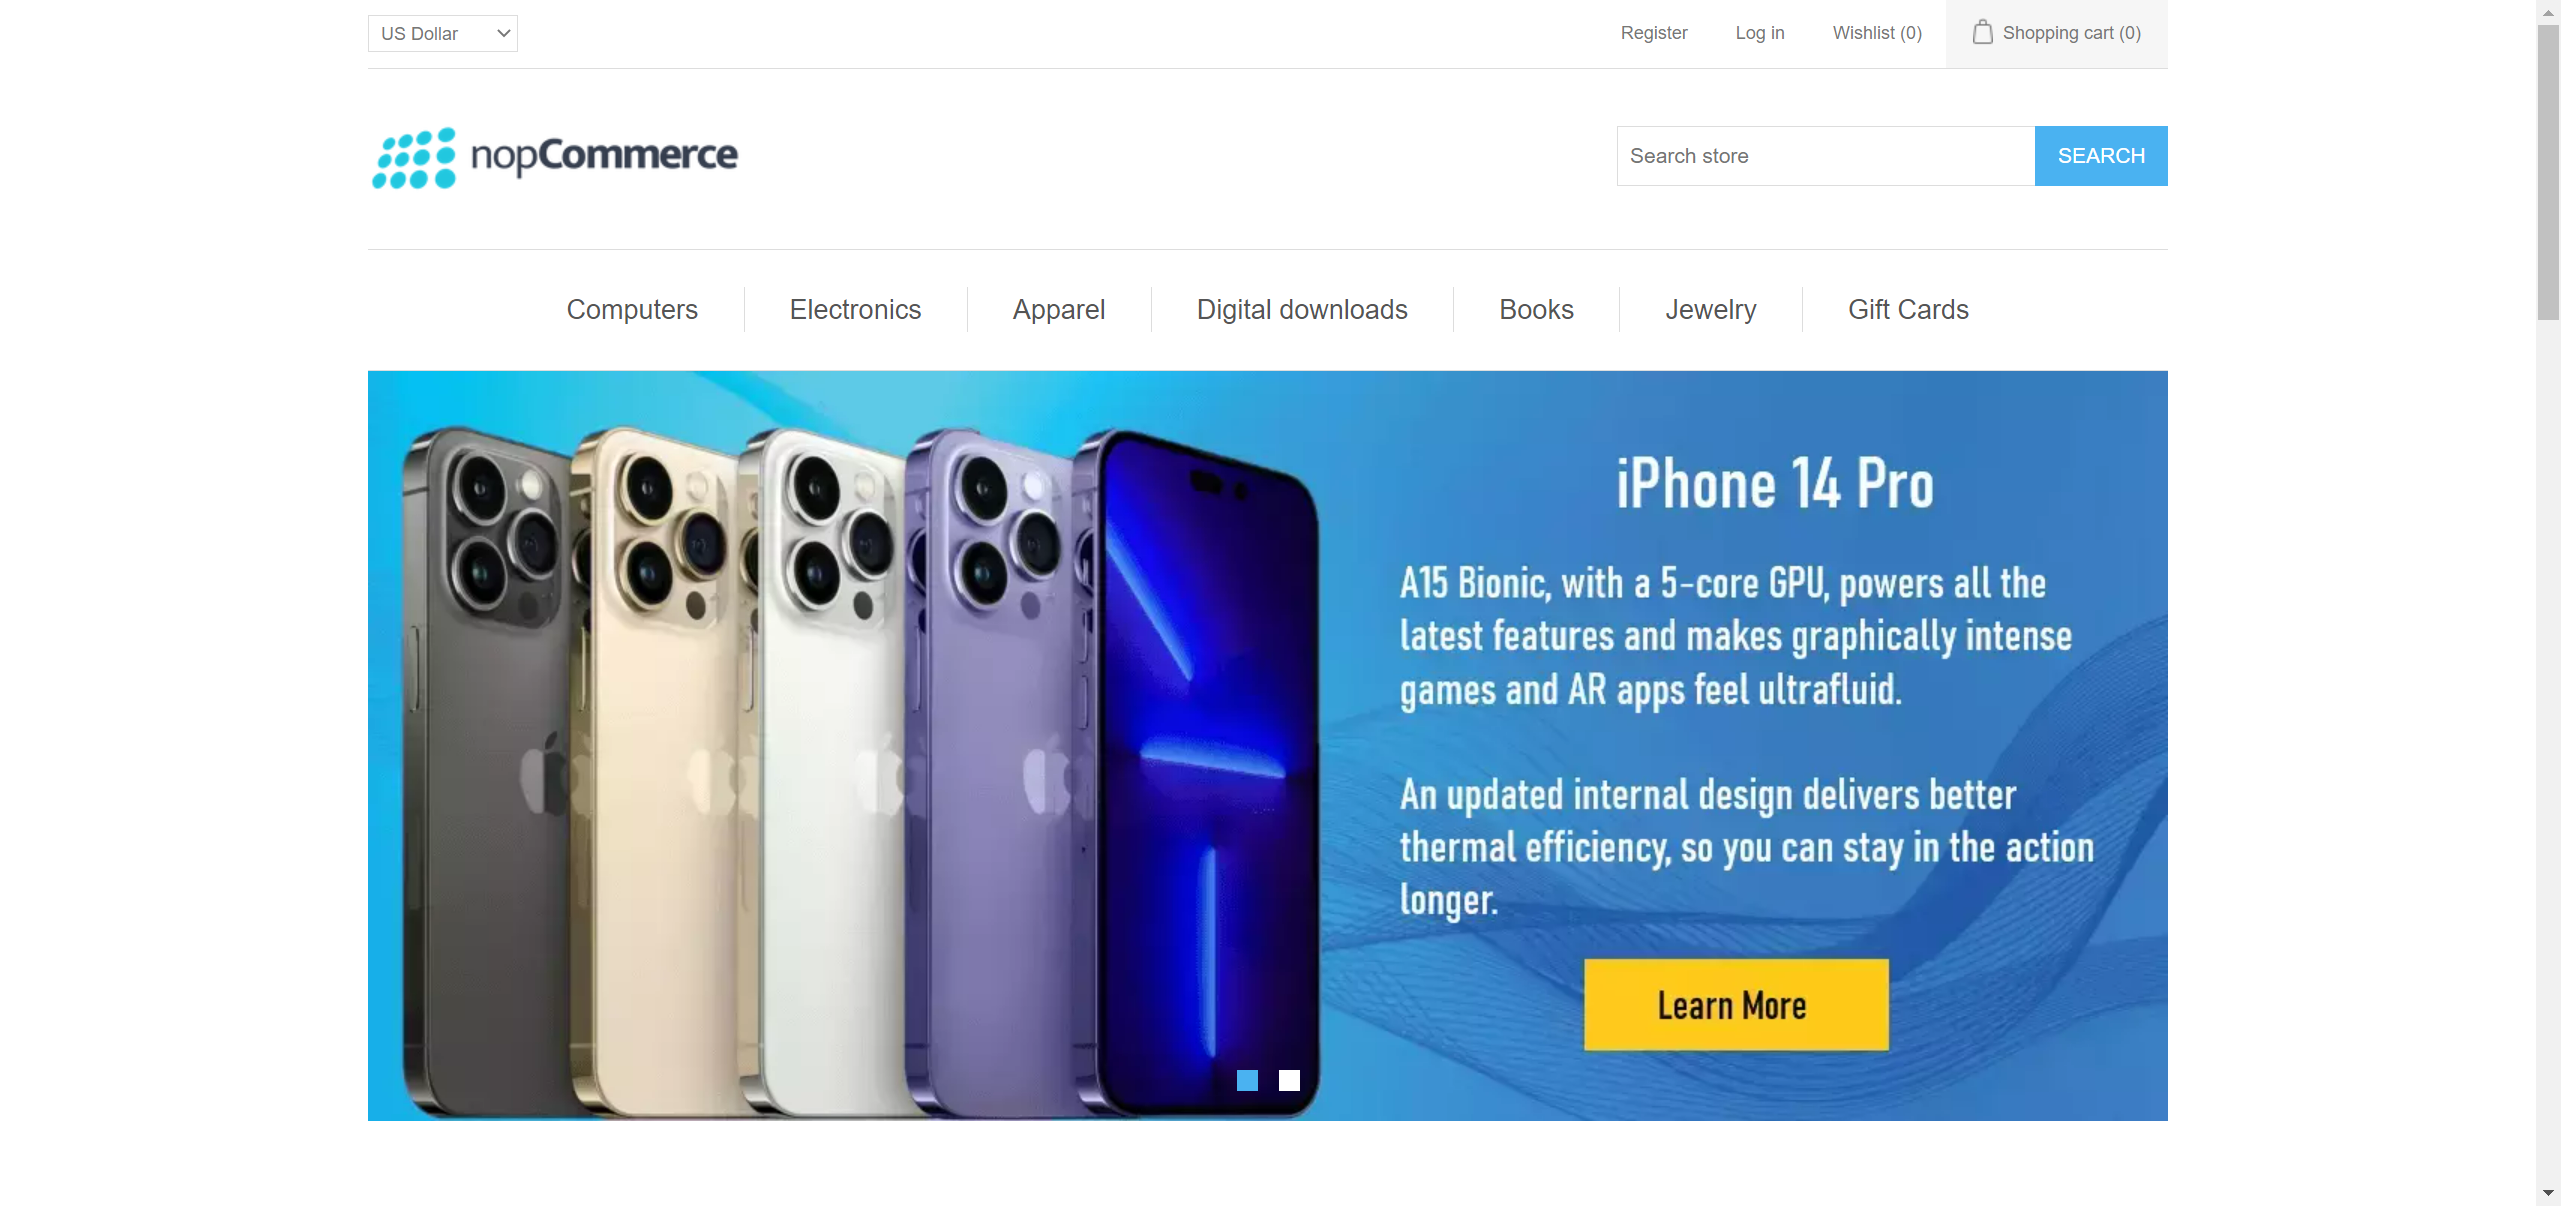 US Dollar
Register
Log in
Wishlist (0)
Shopping cart (0)
nopCommerce
Search store
SEARCH
Computers
Electronics
Apparel
Digital downloads
Books
Jewelry
Gift Cards
iPhone 14 Pro
A15 Bionic, with a 5-core GPU, powers all the
latest features and makes graphically intense
games and AR apps feel ultrafluid.
An updated internal design delivers better
thermal efficiency, so you can stay in the action
longer.
Learn More